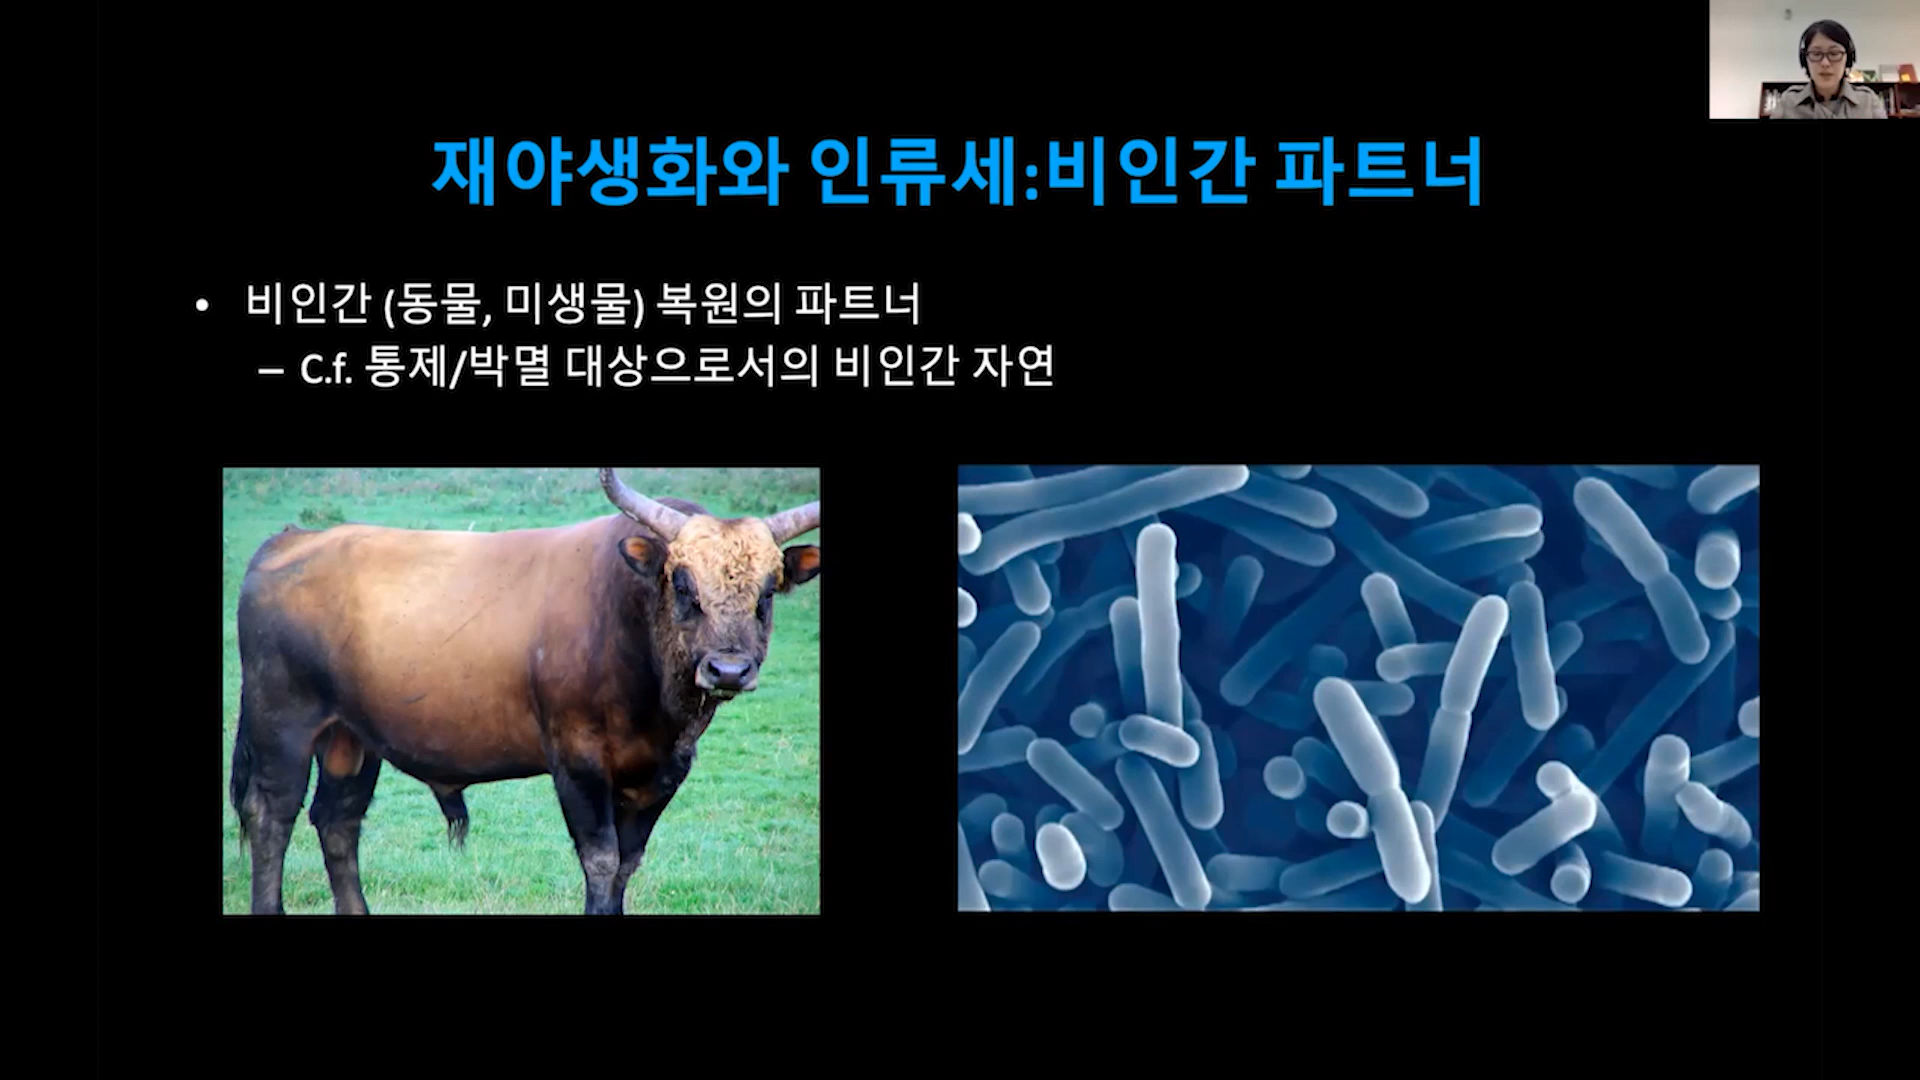 재야생화와 인류세:비인간 파트너
• 비인간 (동물, 미생물) 복원의 파트너
– C.f. 통제/박멸 대상으로서의 비인간 자연